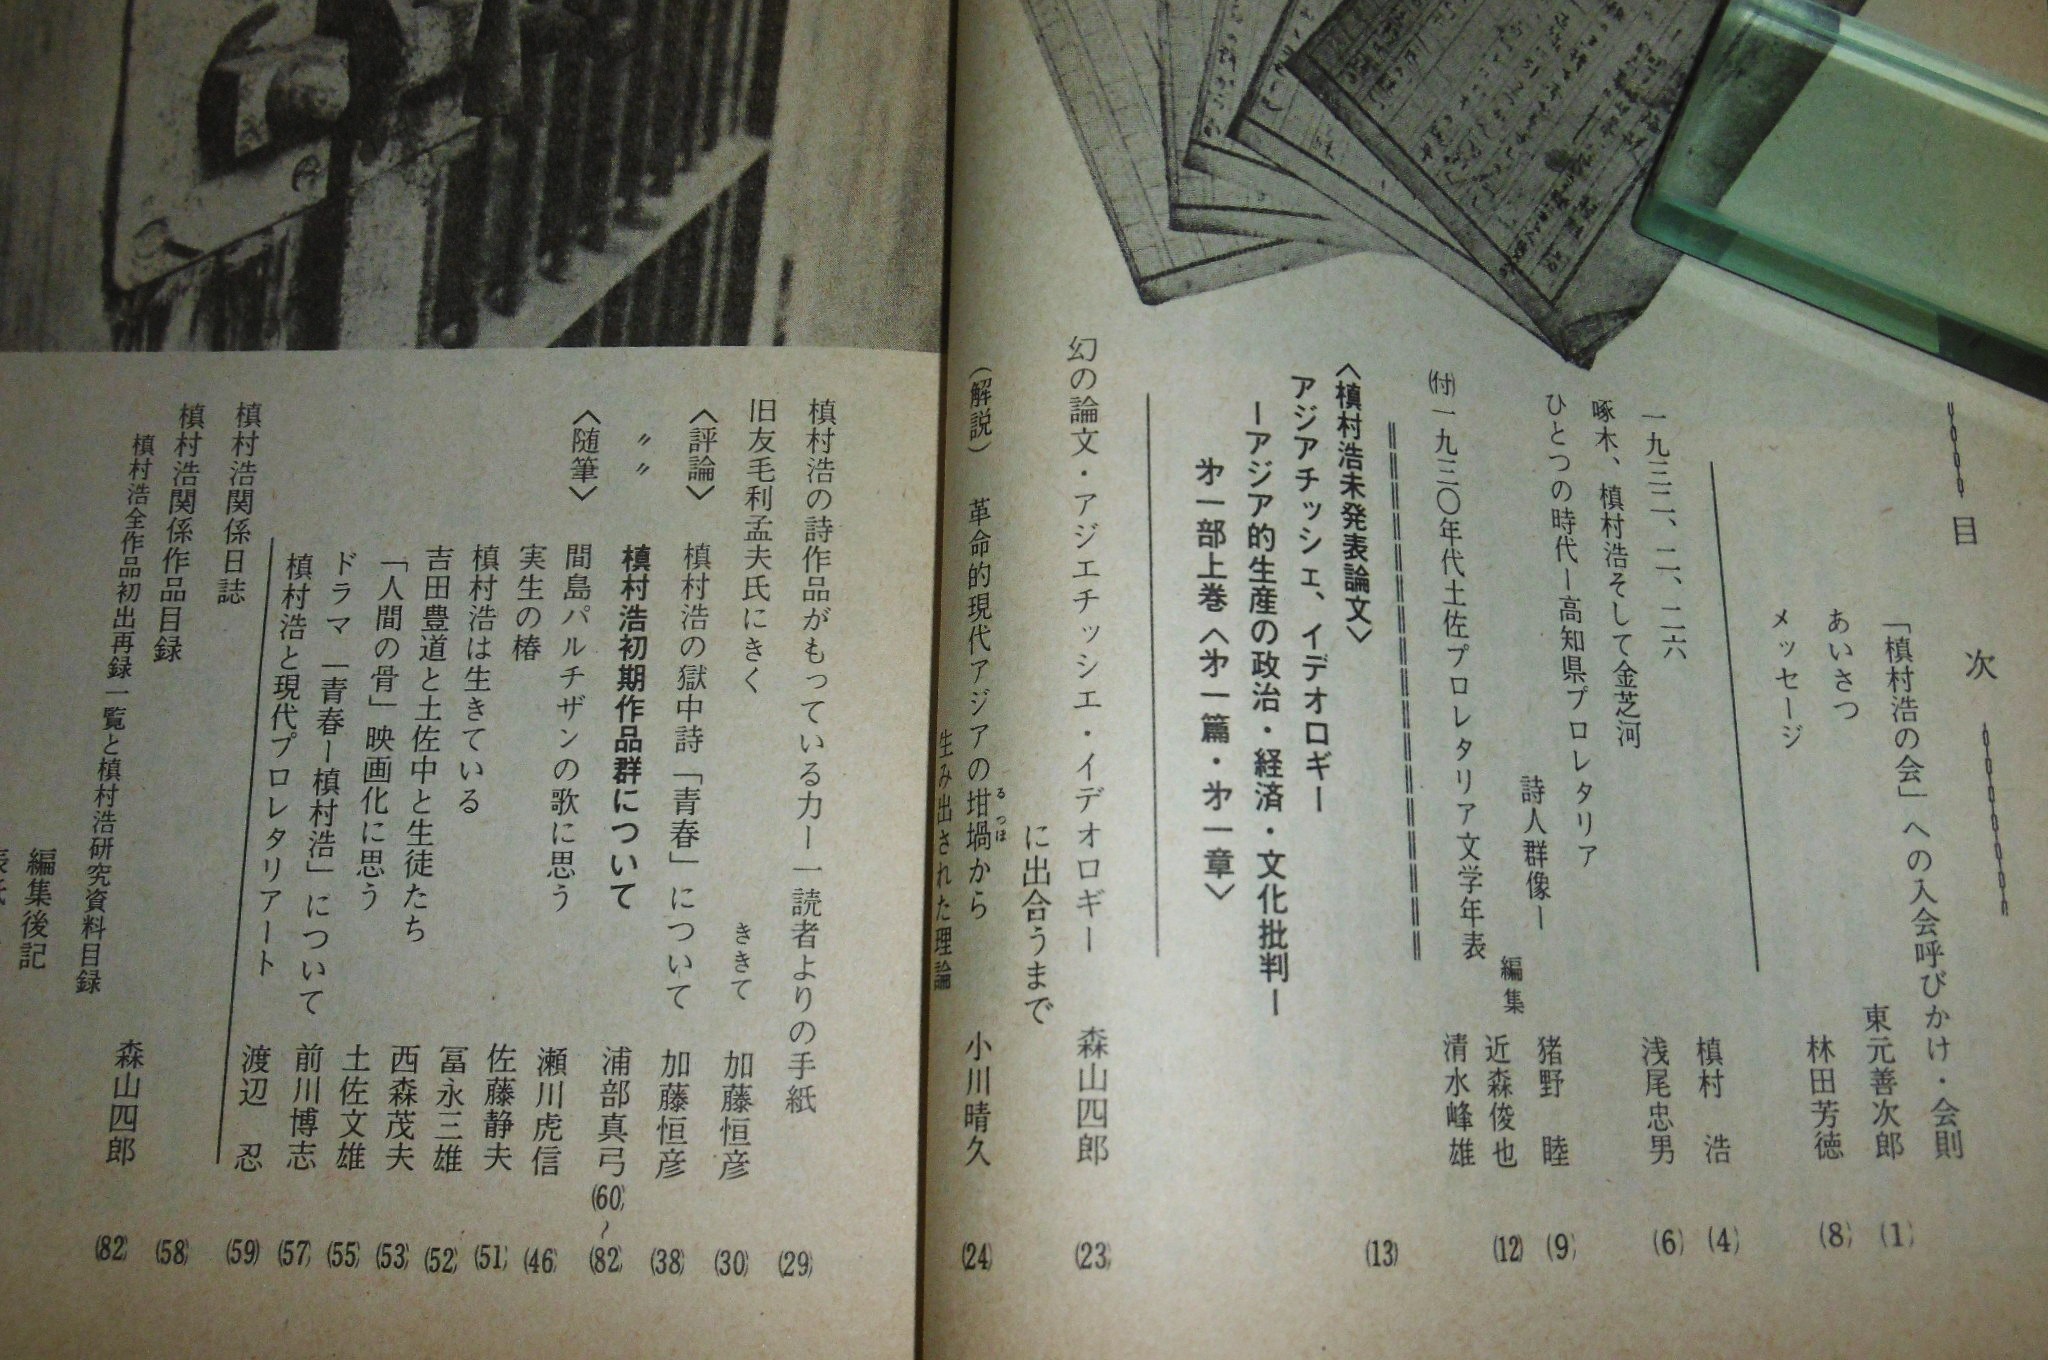 目次
「槙村浩の会」への入会呼びかけ・会則
あいさつ 東元善次郎 (1)
メッセージ 林田芳徳 (8)
一九三二、二、二六 槙村 浩 (4)
啄木、槙村浩そして金芝河 浅尾忠男 (6)
ひとつの時代ー高知県プロレタリア
詩人群像ー 猪野 睦 (9)
(付)一九三〇年代土佐プロレタリア文学年表
編集 近森俊也 (12)
清水峰雄
〈槙村浩未発表論文〉
アジアチッシェ、イデオロギー
ーアジア的生産の政治・経済・文化批判ー
オ一部上巻〈オ一篇・オ一章〉 (13)
幻の論文・アジエチッシエ・イデオロギー
に出合うまで 森山四郎 (23)
(解説) 革命的現代アジアの坩堝から
るつほ
生み出された理論 小川晴久 (24)
槙村浩の詩作品がもっている力ー一読者よりの手紙 (29)
旧友毛利孟夫氏にきく ききて 加藤恒彦 (30)
〈評論〉 槙村浩の獄中詩「青春」について 加藤恒彦 (38)
〃〃 槙村浩初期作品群について 浦部真弓 (60)〜(82)
〈随筆〉 間島パルチザンの歌に思う 瀬川虎信 (46)
実生の椿 佐藤静夫 (51)
槙村浩は生きている 冨永三雄 (52)
吉田豊道と土佐中と生徒たち 西森茂夫 (53)
「人間の骨」映画化に思う 土佐文雄 (55)
ドラマ「青春ー槙村浩」について 前川博志 (57)
槙村浩と現代プロレタリアート 渡辺 忍 (59)
槙村浩関係日誌
槙村浩関係作品目録 (58)
槙村浩全作品初出再録一覧と槙村浩研究資料目録
森山四郎 (82)
編集後記